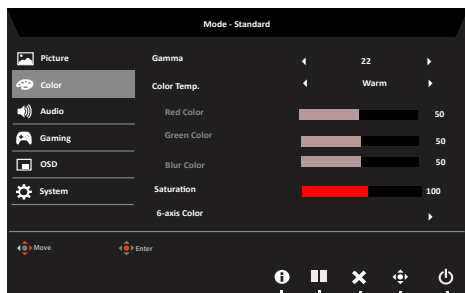 Mode - Standard
Picture
Gamma
22
Color
Color Temp.
Warm
Audio
Red Color
50
Gaming
Green Color
50
OSD
Blur Color
50
System
Saturation
100
6-axis Color
Move
Enter